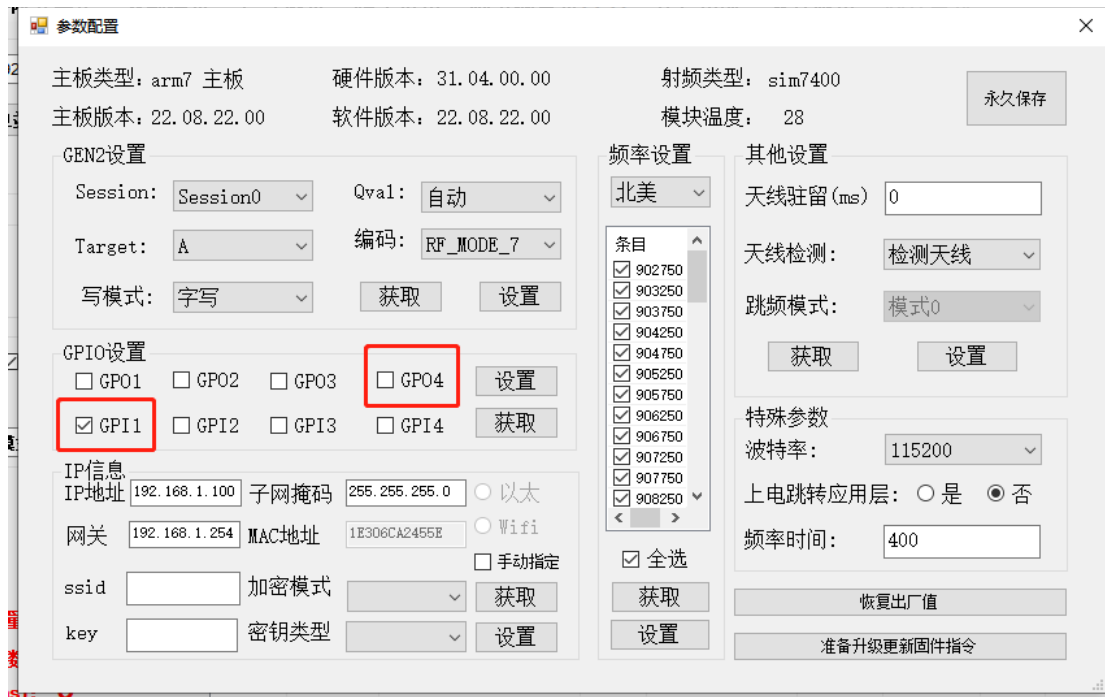 参数配置
主板类型: arm7 主板 硬件版本: 31.04.00.00 射频类型: sim7400
主板版本: 22.08.22.00 软件版本: 22.08.22.00 模块温度: 28
永久保存
GEN2设置
Session: Session0 Qval: 自动
Target: A 编码: RF_MODE_7
写模式: 字写 获取 设置
GPIO设置
GPO1 GPO2 GPO3 GPO4 设置
GPI1 GPI2 GPI3 GPI4 获取
IP信息
IP地址 192.168.1.100 子网掩码 255.255.255.0 以太
网关 192.168.1.254 MAC地址 1E306CA2455E Wifi
手动指定
ssid 加密模式 获取
key 密钥类型 设置
频率设置
北美
条目
902750
903250
903750
904250
904750
905250
905750
906250
906750
907250
907750
908250
全选
获取
设置
其他设置
天线驻留(ms) 0
天线检测: 检测天线
跳频模式: 模式0
获取 设置
特殊参数
波特率: 115200
上电跳转应用层: 是 否
频率时间: 400
恢复出厂值
准备升级更新固件指令